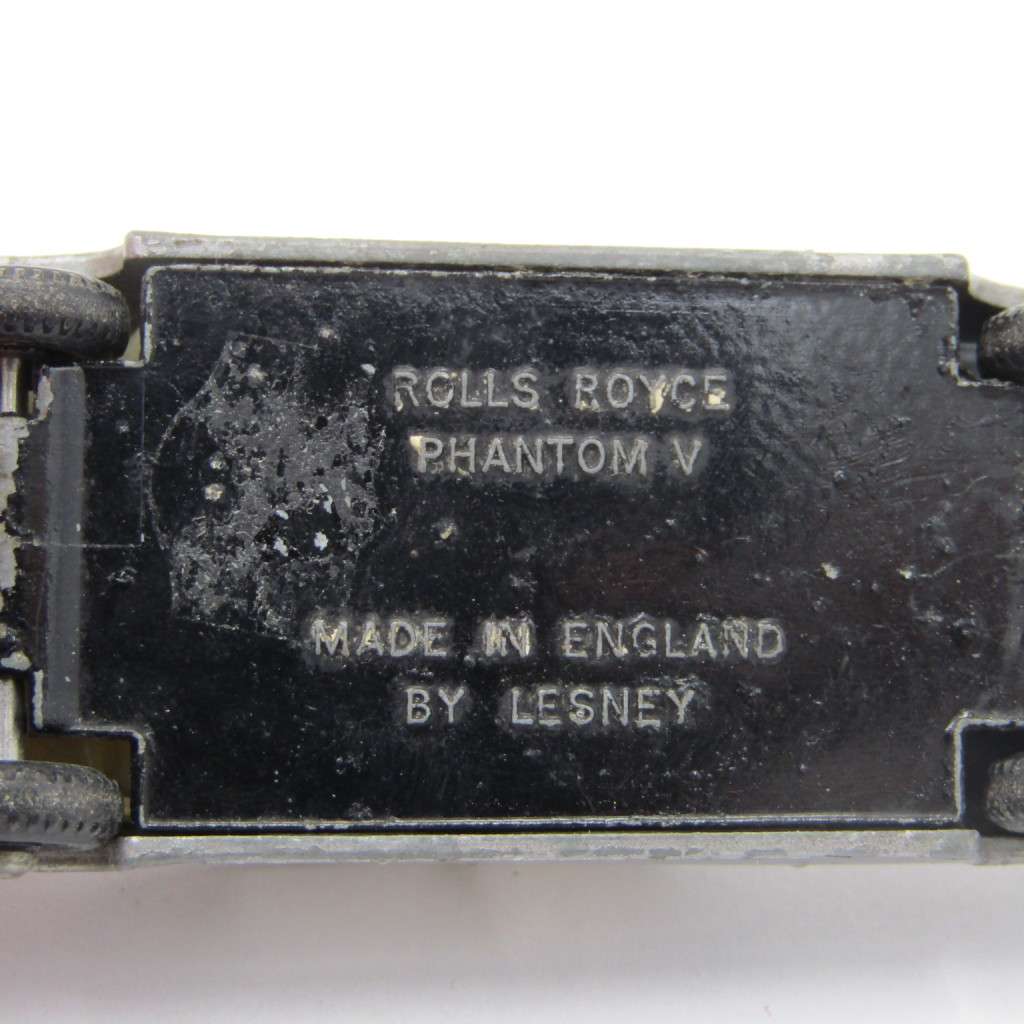 ROLLS ROYCE
PHANTOM V
MADE IN ENGLAND
BY LESNEY